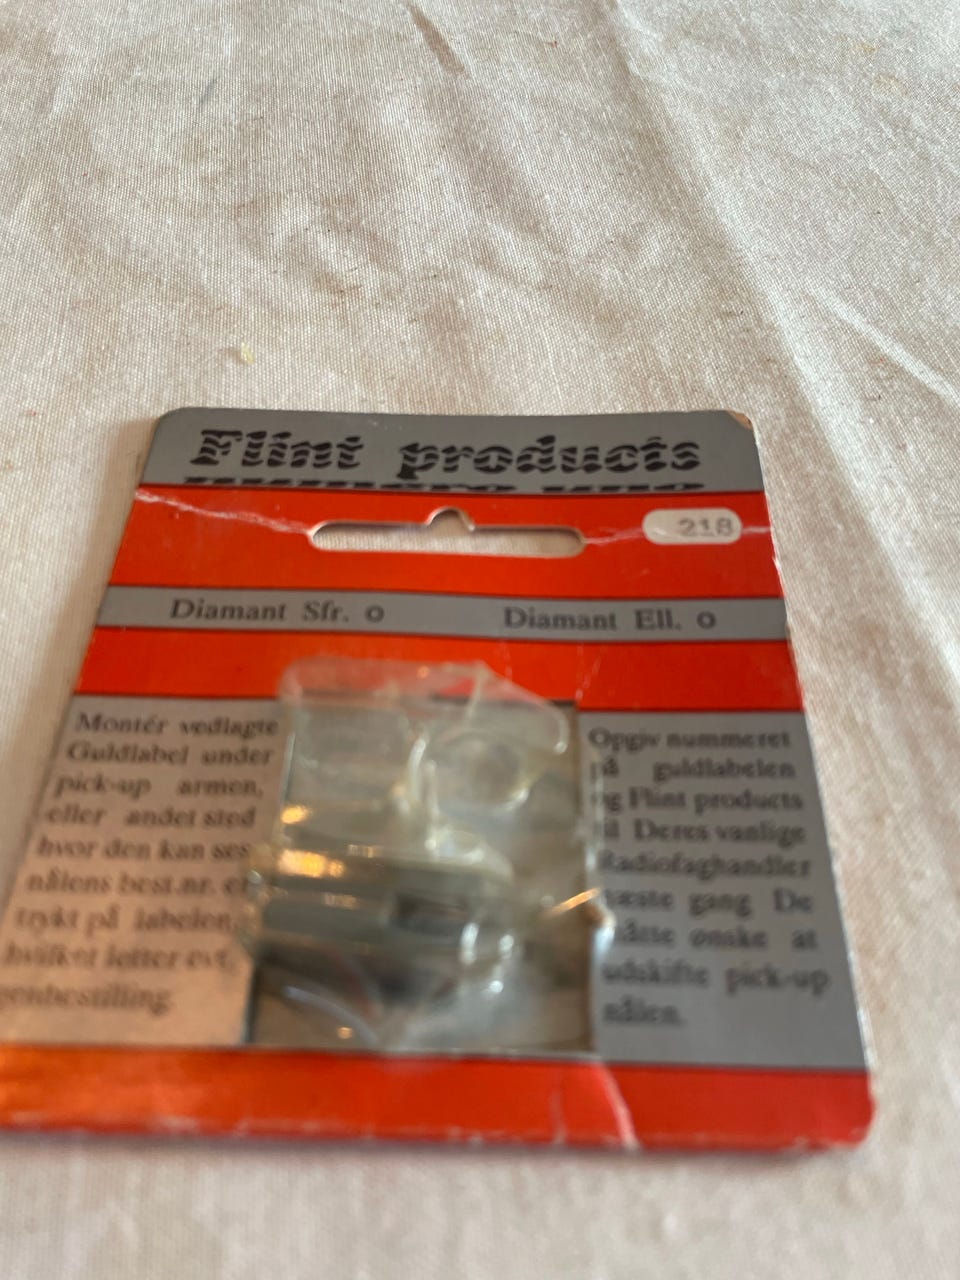 Flint products
numero uno
218
Diamant Sfr. o Diamant Ell. o
Montér vedlagte
Guldlabel under
pick-up armen,
eller andet sted
hvor den kan ses
nålens best.nr. er
trykt på labelen,
hvilket letter evt.
genbestilling.
Opgiv nummeret
på guldlabelen
og Flint products
til Deres vanlige
Radiofaghandler
næste gang De
måtte ønske at
udskifte pick-up
nålen.